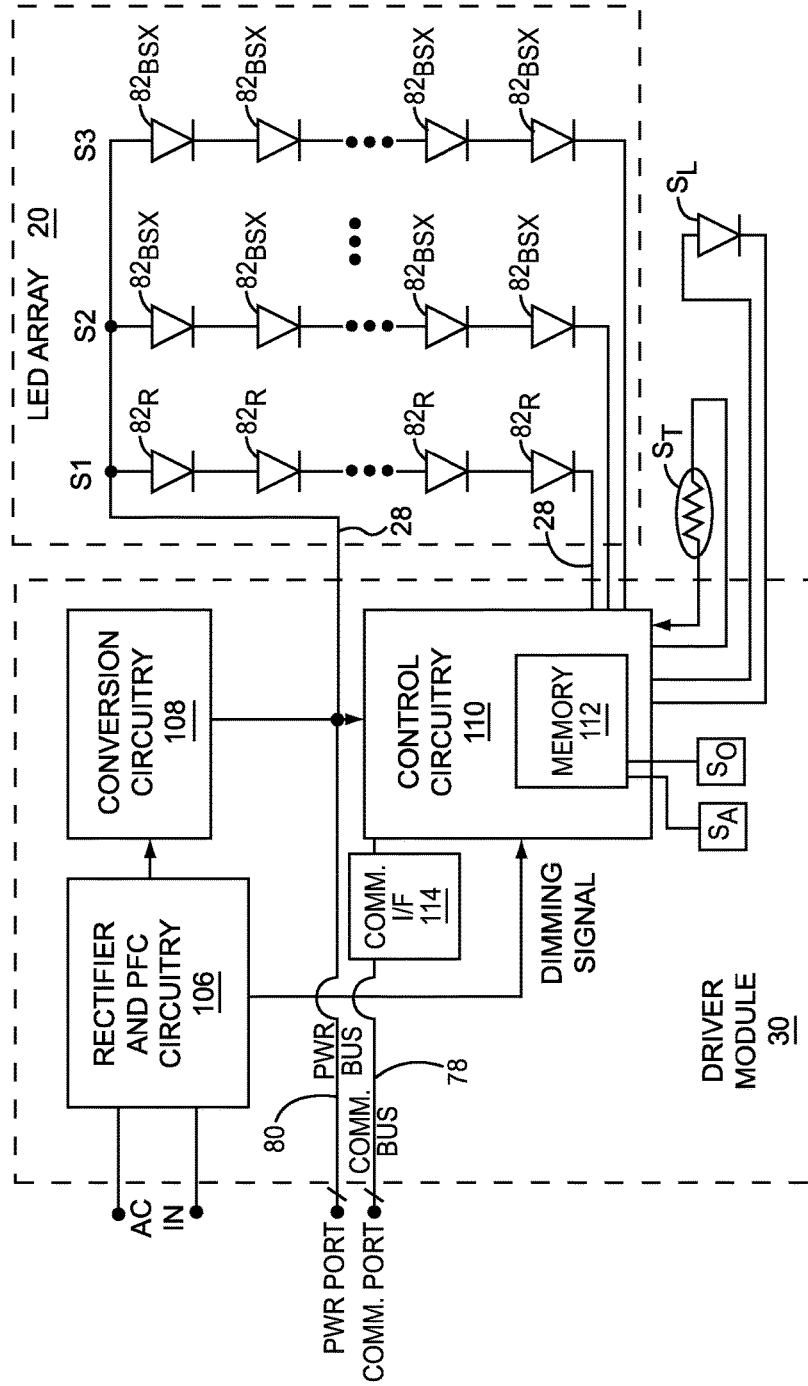 LED ARRAY 20
S1
S2
S3
82R
82R
82R
82R
82BSX
82BSX
82BSX
82BSX
82BSX
82BSX
82BSX
82BSX
28
28
ST
SL
CONVERSION
CIRCUITRY
108
RECTIFIER
AND PFC
CIRCUITRY
106
AC
IN
CONTROL
CIRCUITRY
110
MEMORY
112
COMM.
I/F
114
DIMMING
SIGNAL
SA
SO
PWR
BUS
80
COMM.
BUS
78
PWR PORT
COMM. PORT
DRIVER
MODULE
30